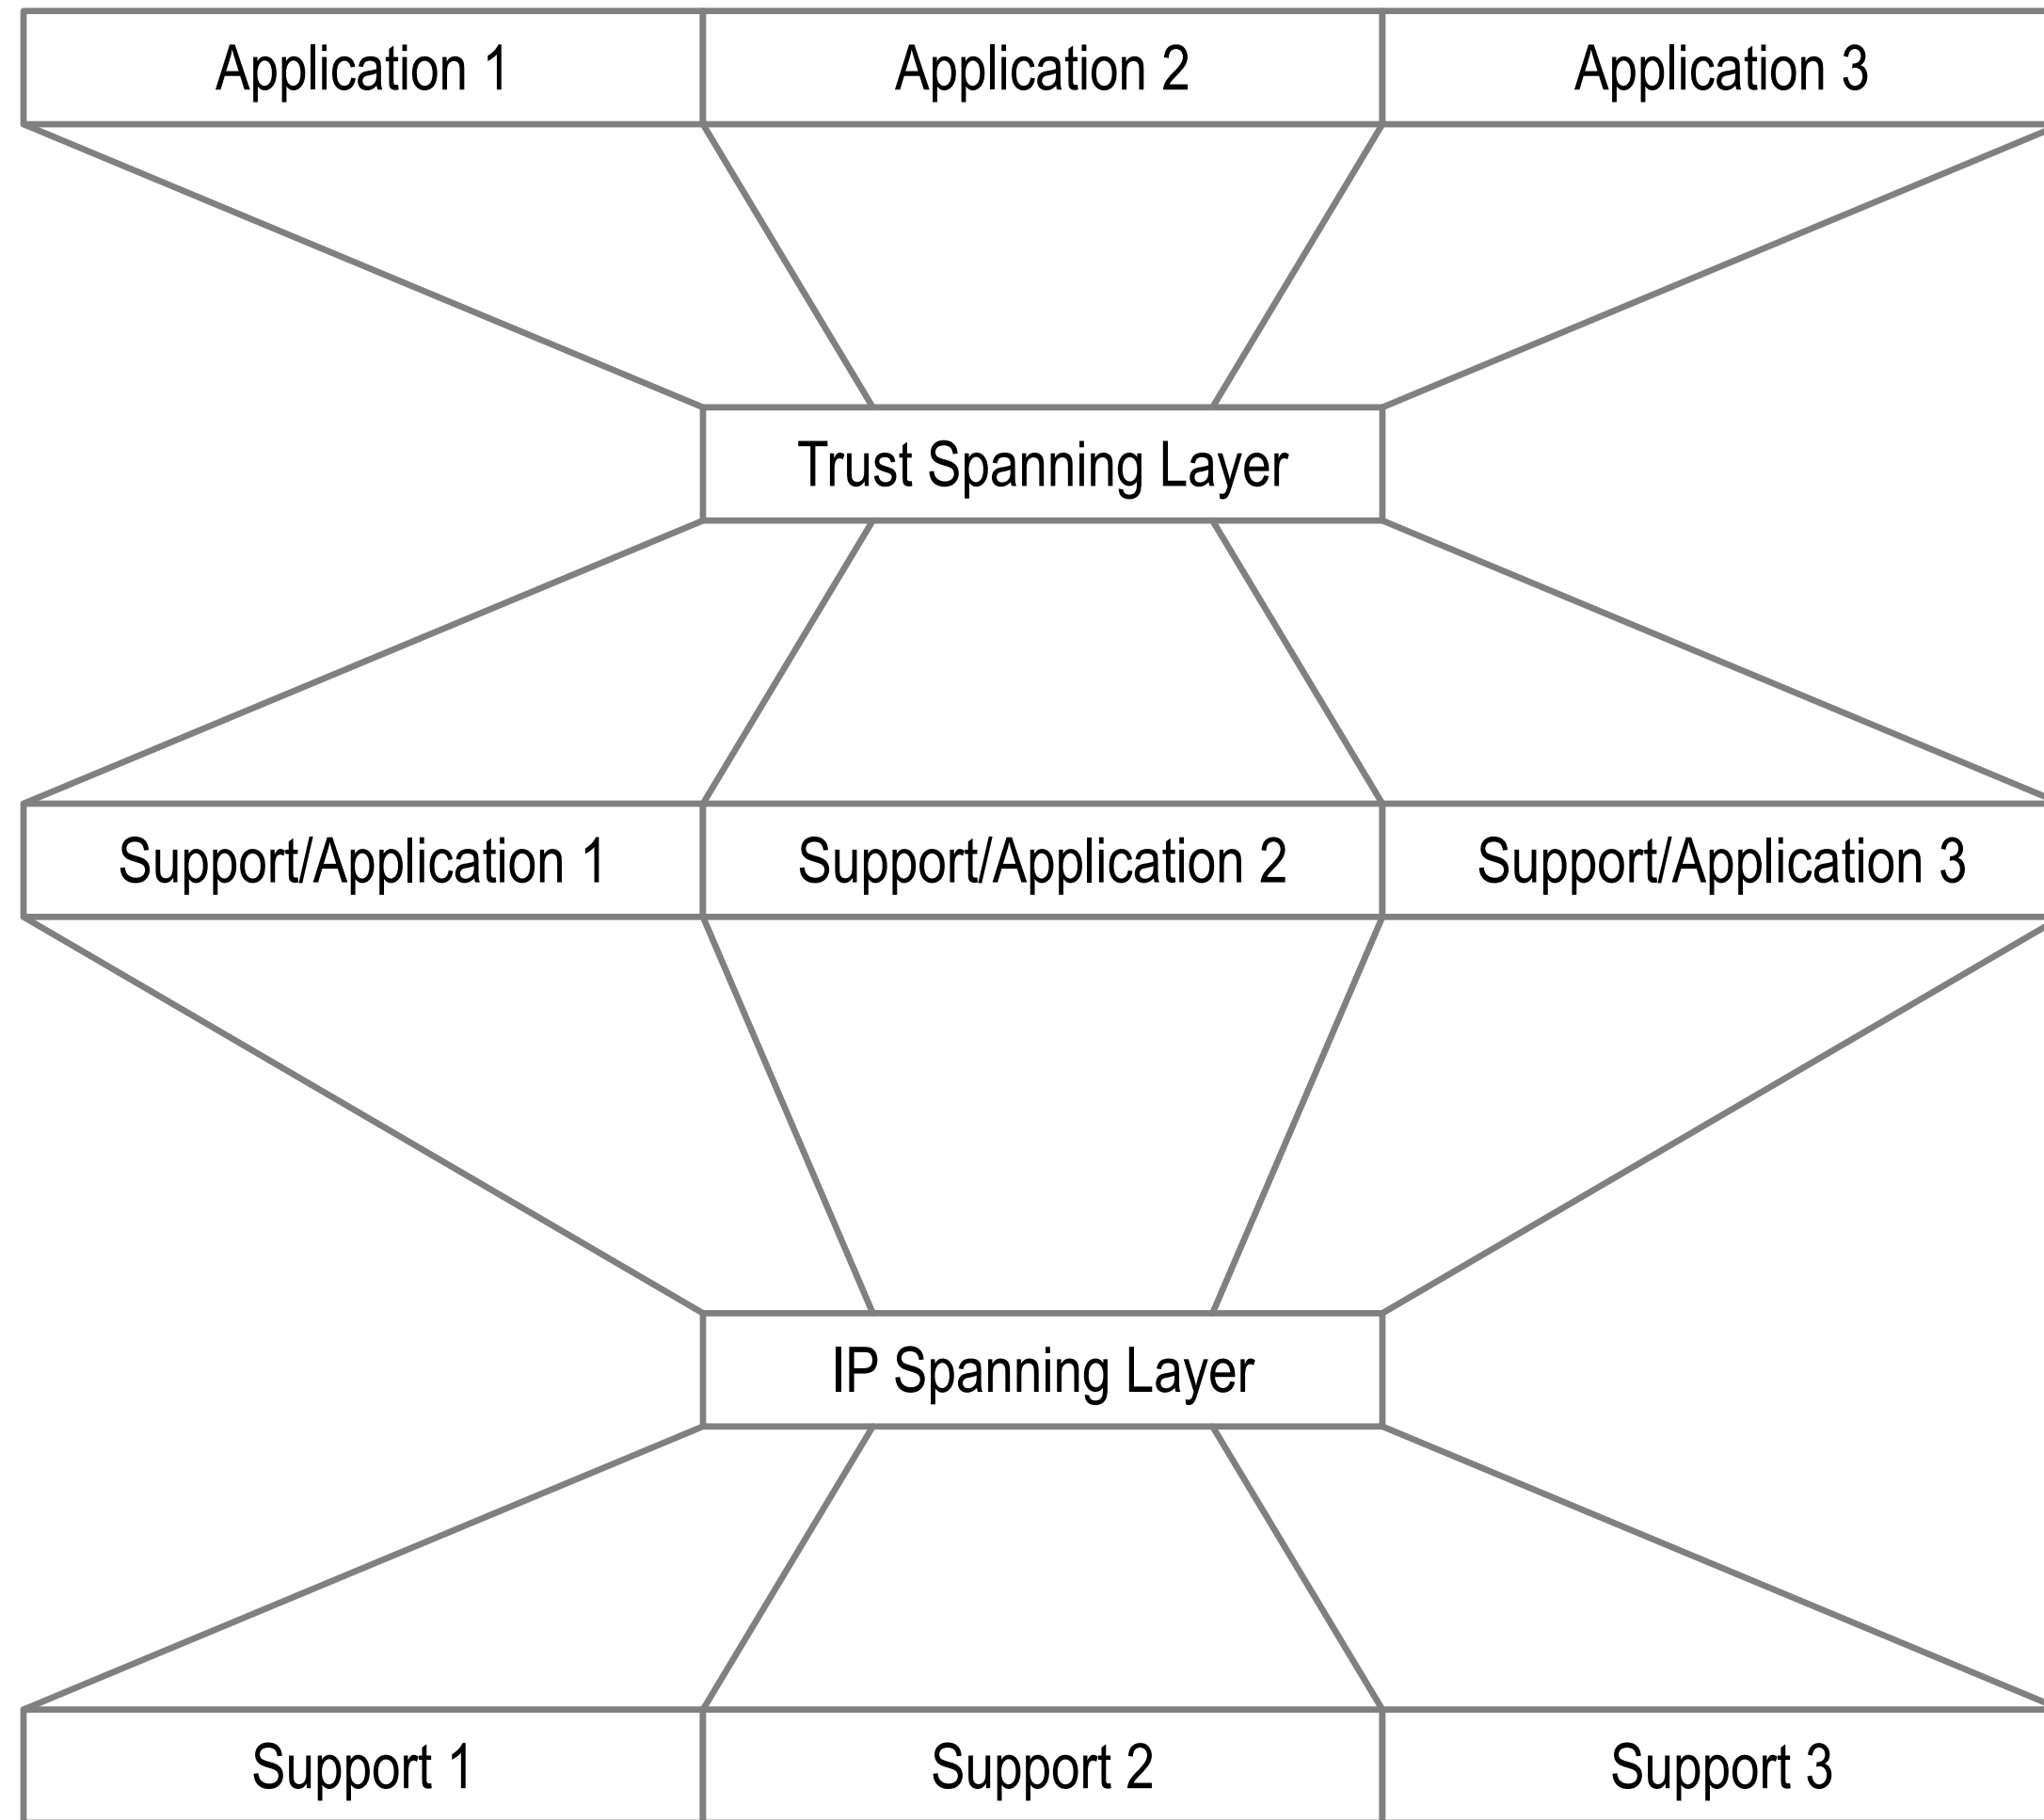 Application 1
Application 2
Application 3
Trust Spanning Layer
Support/Application 1
Support/Application 2
Support/Application 3
IP Spanning Layer
Support 1
Support 2
Support 3